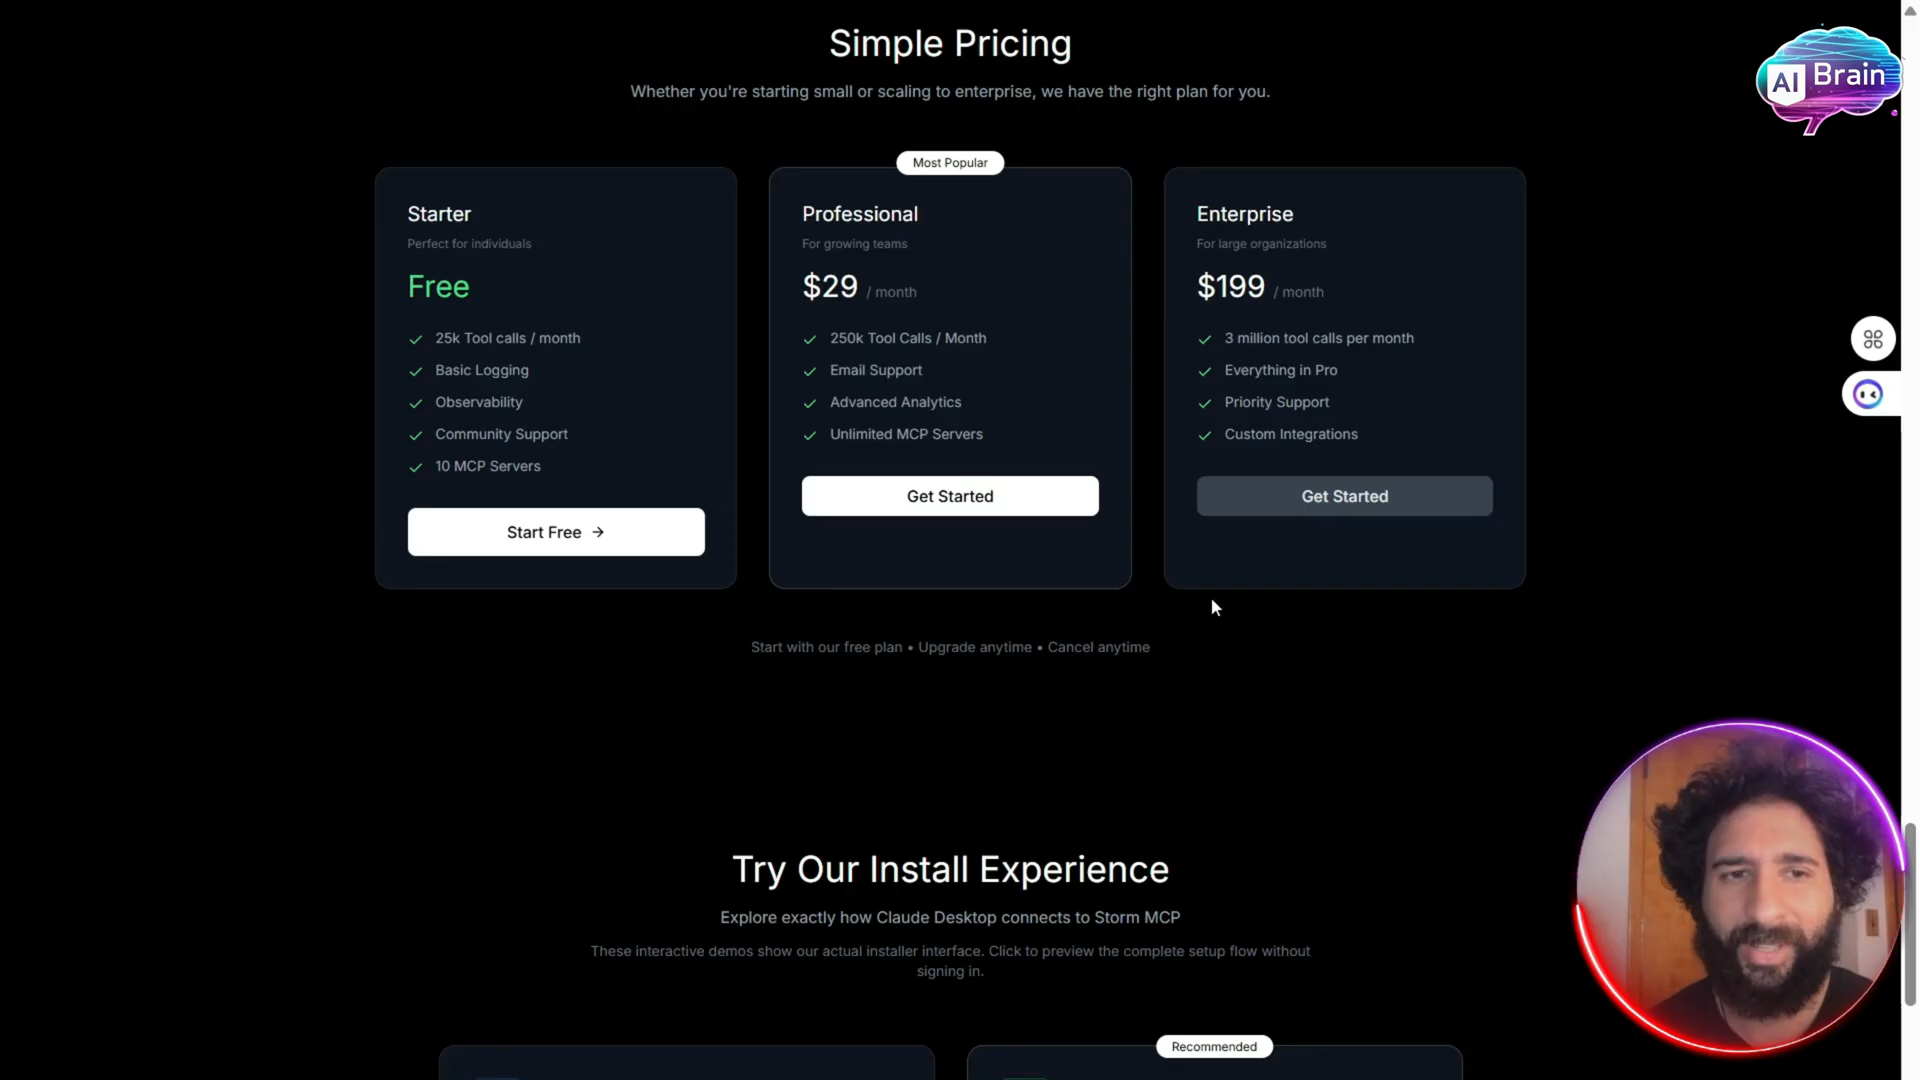 Simple Pricing
Whether you're starting small or scaling to enterprise, we have the right plan for you.
AI Brain
Most Popular
Starter
Perfect for individuals
Free
25k Tool calls / month
Basic Logging
Observability
Community Support
10 MCP Servers
Start Free →
Professional
For growing teams
$29 / month
250k Tool Calls / Month
Email Support
Advanced Analytics
Unlimited MCP Servers
Get Started
Enterprise
For large organizations
$199 / month
3 million tool calls per month
Everything in Pro
Priority Support
Custom Integrations
Get Started
Start with our free plan • Upgrade anytime • Cancel anytime
Try Our Install Experience
Explore exactly how Claude Desktop connects to Storm MCP
These interactive demos show our actual installer interface. Click to preview the complete setup flow without
signing in.
Recommended